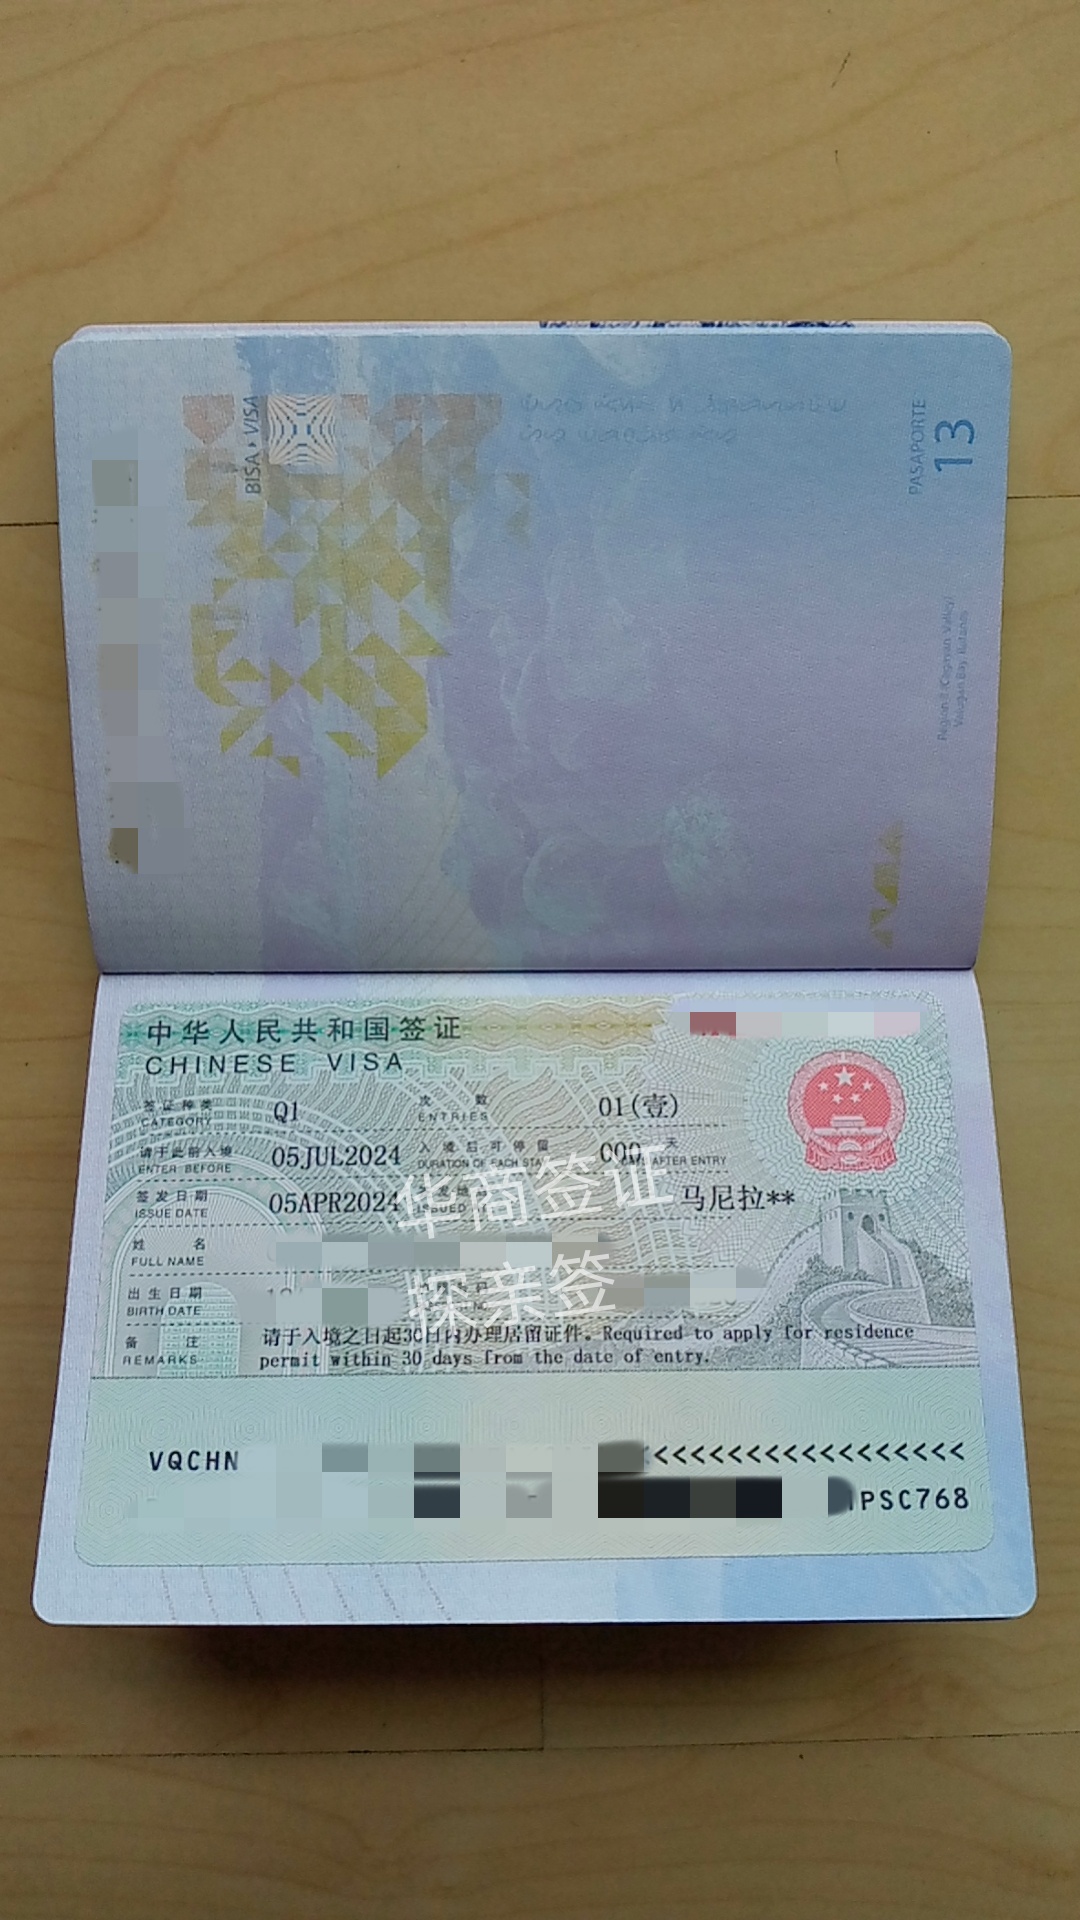 BISA • VISA
PASAPORTE
13
中华人民共和国签证
CHINESE VISA
签证种类
CATEGORY
Q1
次 数
ENTRIES
01(壹)
请于此前入境
ENTER BEFORE
05JUL2024
入境后可停留
DURATION OF EACH STAY
000
天
DAYS AFTER ENTRY
签发日期
ISSUE DATE
05APR2024
ISSUED
马尼拉**
华商签证
姓 名
FULL NAME
探亲签
出生日期
BIRTH DATE
备 注
REMARKS
请于入境之日起30日内办理居留证件。Required to apply for residence
permit within 30 days from the date of entry.
VQCHN
<<<<<<<<<<<<<<<<<
PSC768